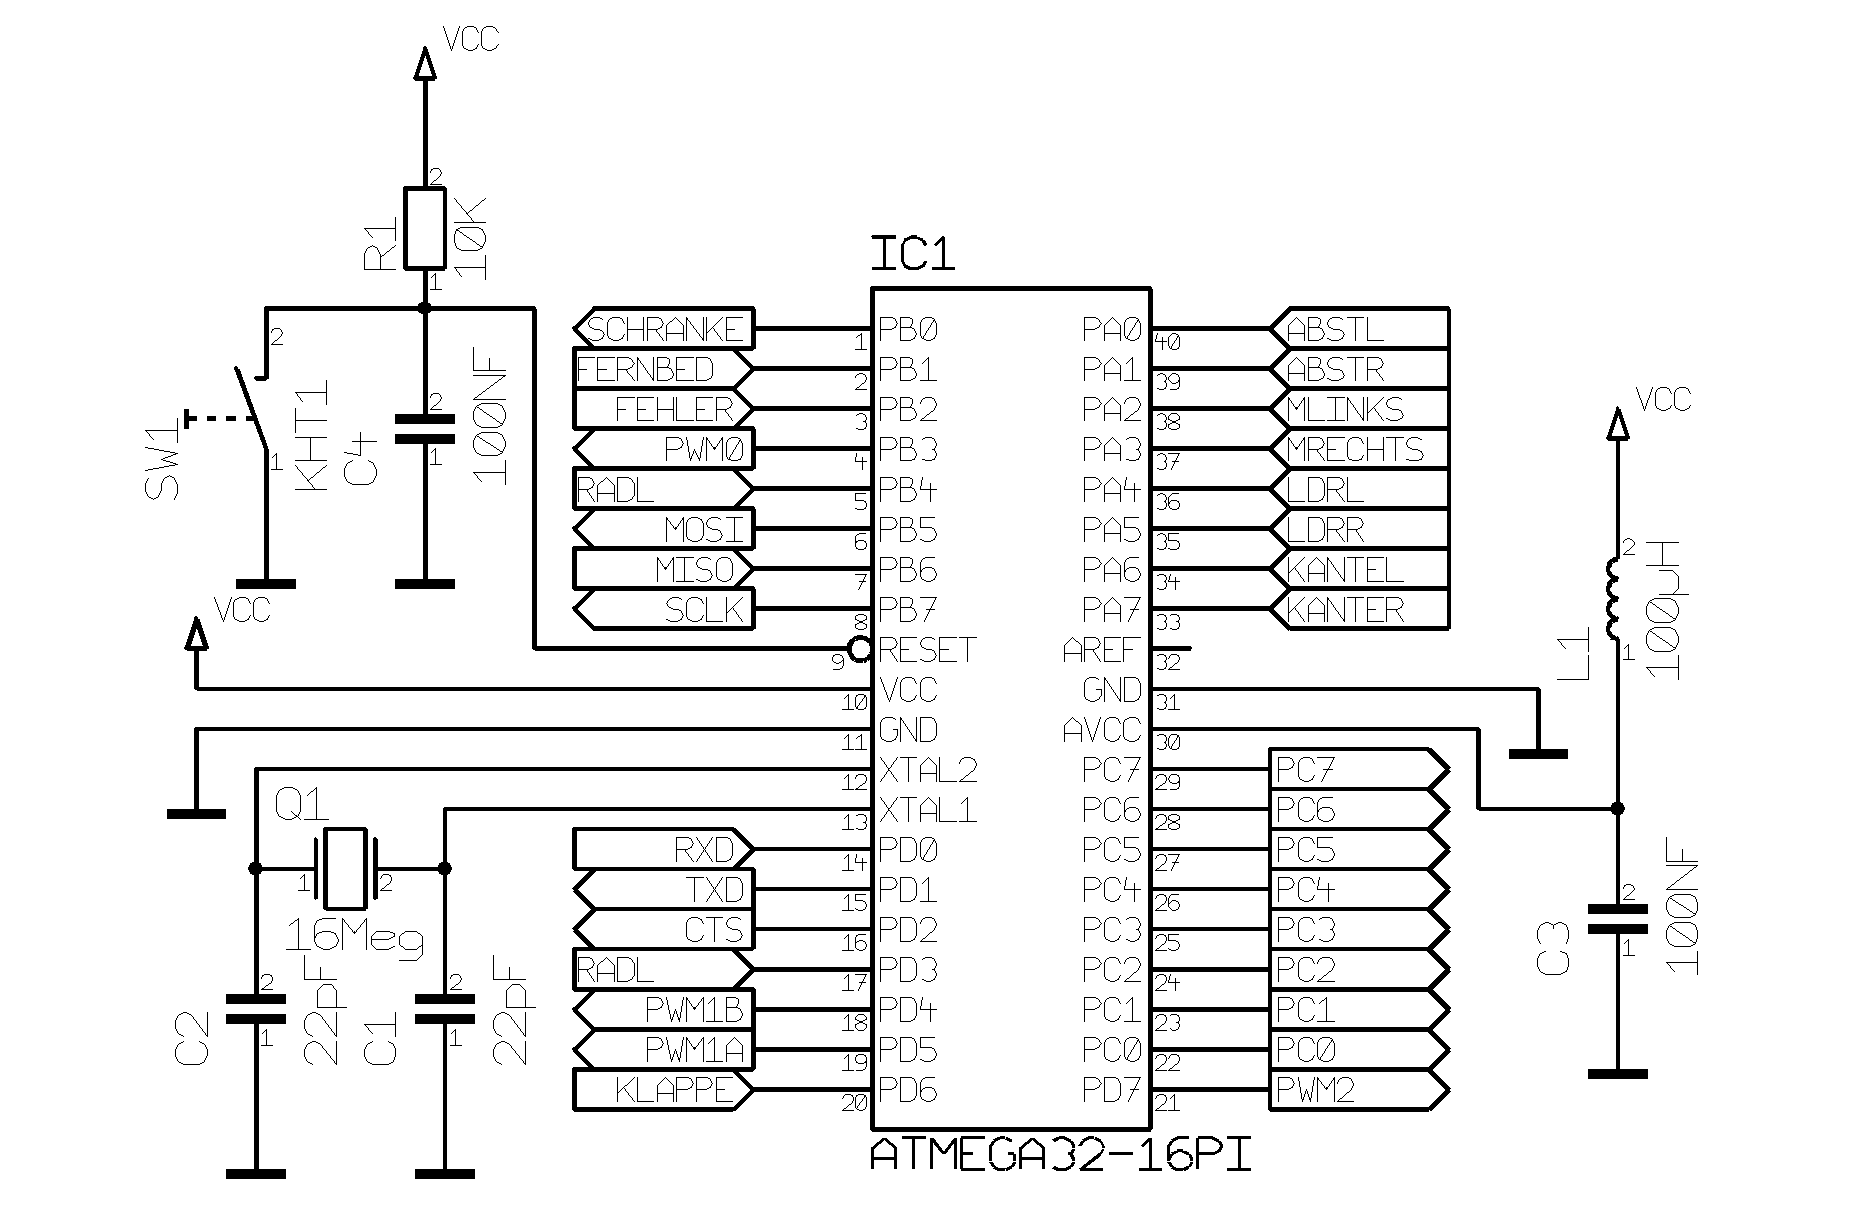 VCC
2
R1
10K
1
2
SW1
KHT1
1
2
C4
100NF
1
IC1
SCHRANKE 1 PB0 PA0 40 ABSTL
FERNBED 2 PB1 PA1 39 ABSTR
FEHLER 3 PB2 PA2 38 MLINKS
PWM0 4 PB3 PA3 37 MRECHTS
RADL 5 PB4 PA4 36 LDRL
MOSI 6 PB5 PA5 35 LDRR
MISO 7 PB6 PA6 34 KANTEL
SCLK 8 PB7 PA7 33 KANTER
9 RESET AREF 32
VCC
10 VCC GND 31
11 GND AVCC 30
12 XTAL2 PC7 29 PC7
13 XTAL1 PC6 28 PC6
RXD 14 PD0 PC5 27 PC5
TXD 15 PD1 PC4 26 PC4
CTS 16 PD2 PC3 25 PC3
RADL 17 PD3 PC2 24 PC2
PWM1B 18 PD4 PC1 23 PC1
PWM1A 19 PD5 PC0 22 PC0
KLAPPE 20 PD6 PD7 21 PWM2
ATMEGA32-16PI
Q1
1 2
16Meg
2
C2
22pF
1
2
C1
22pF
1
VCC
2
L1
100µH
1
2
C3
100NF
1